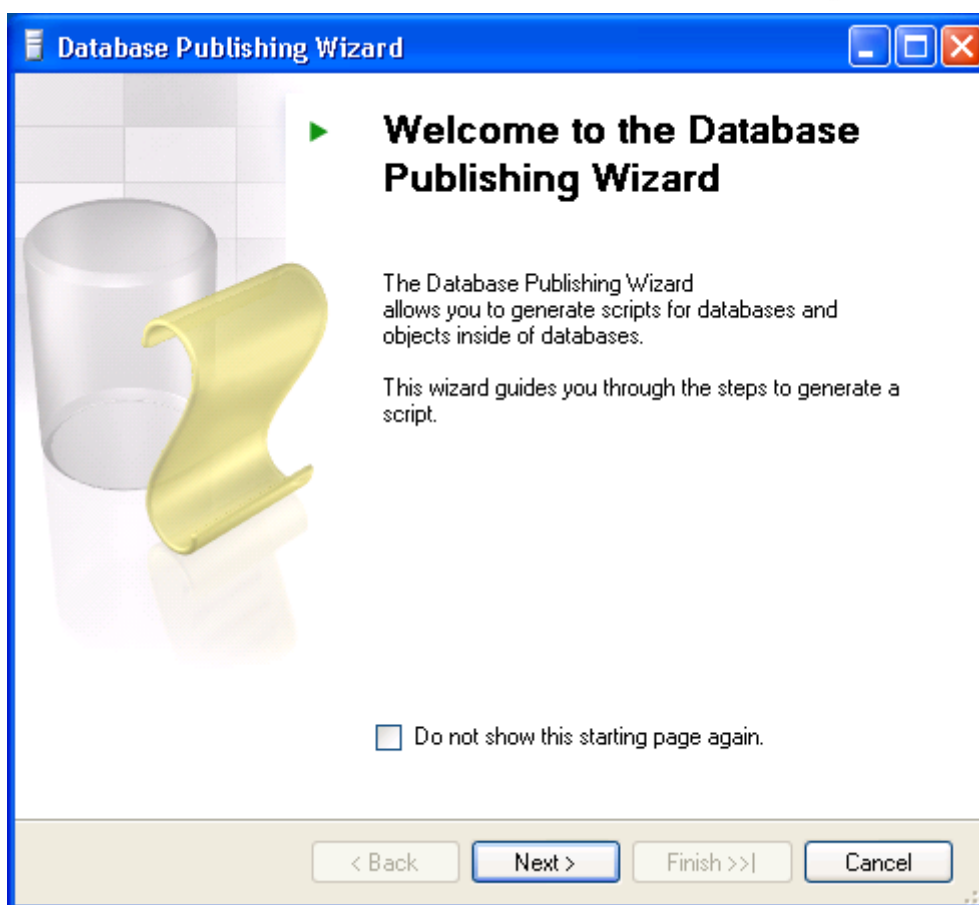 Database Publishing Wizard
Welcome to the Database
Publishing Wizard
The Database Publishing Wizard
allows you to generate scripts for databases and
objects inside of databases.
This wizard guides you through the steps to generate a
script.
Do not show this starting page again.
< Back Next > Finish >>| Cancel